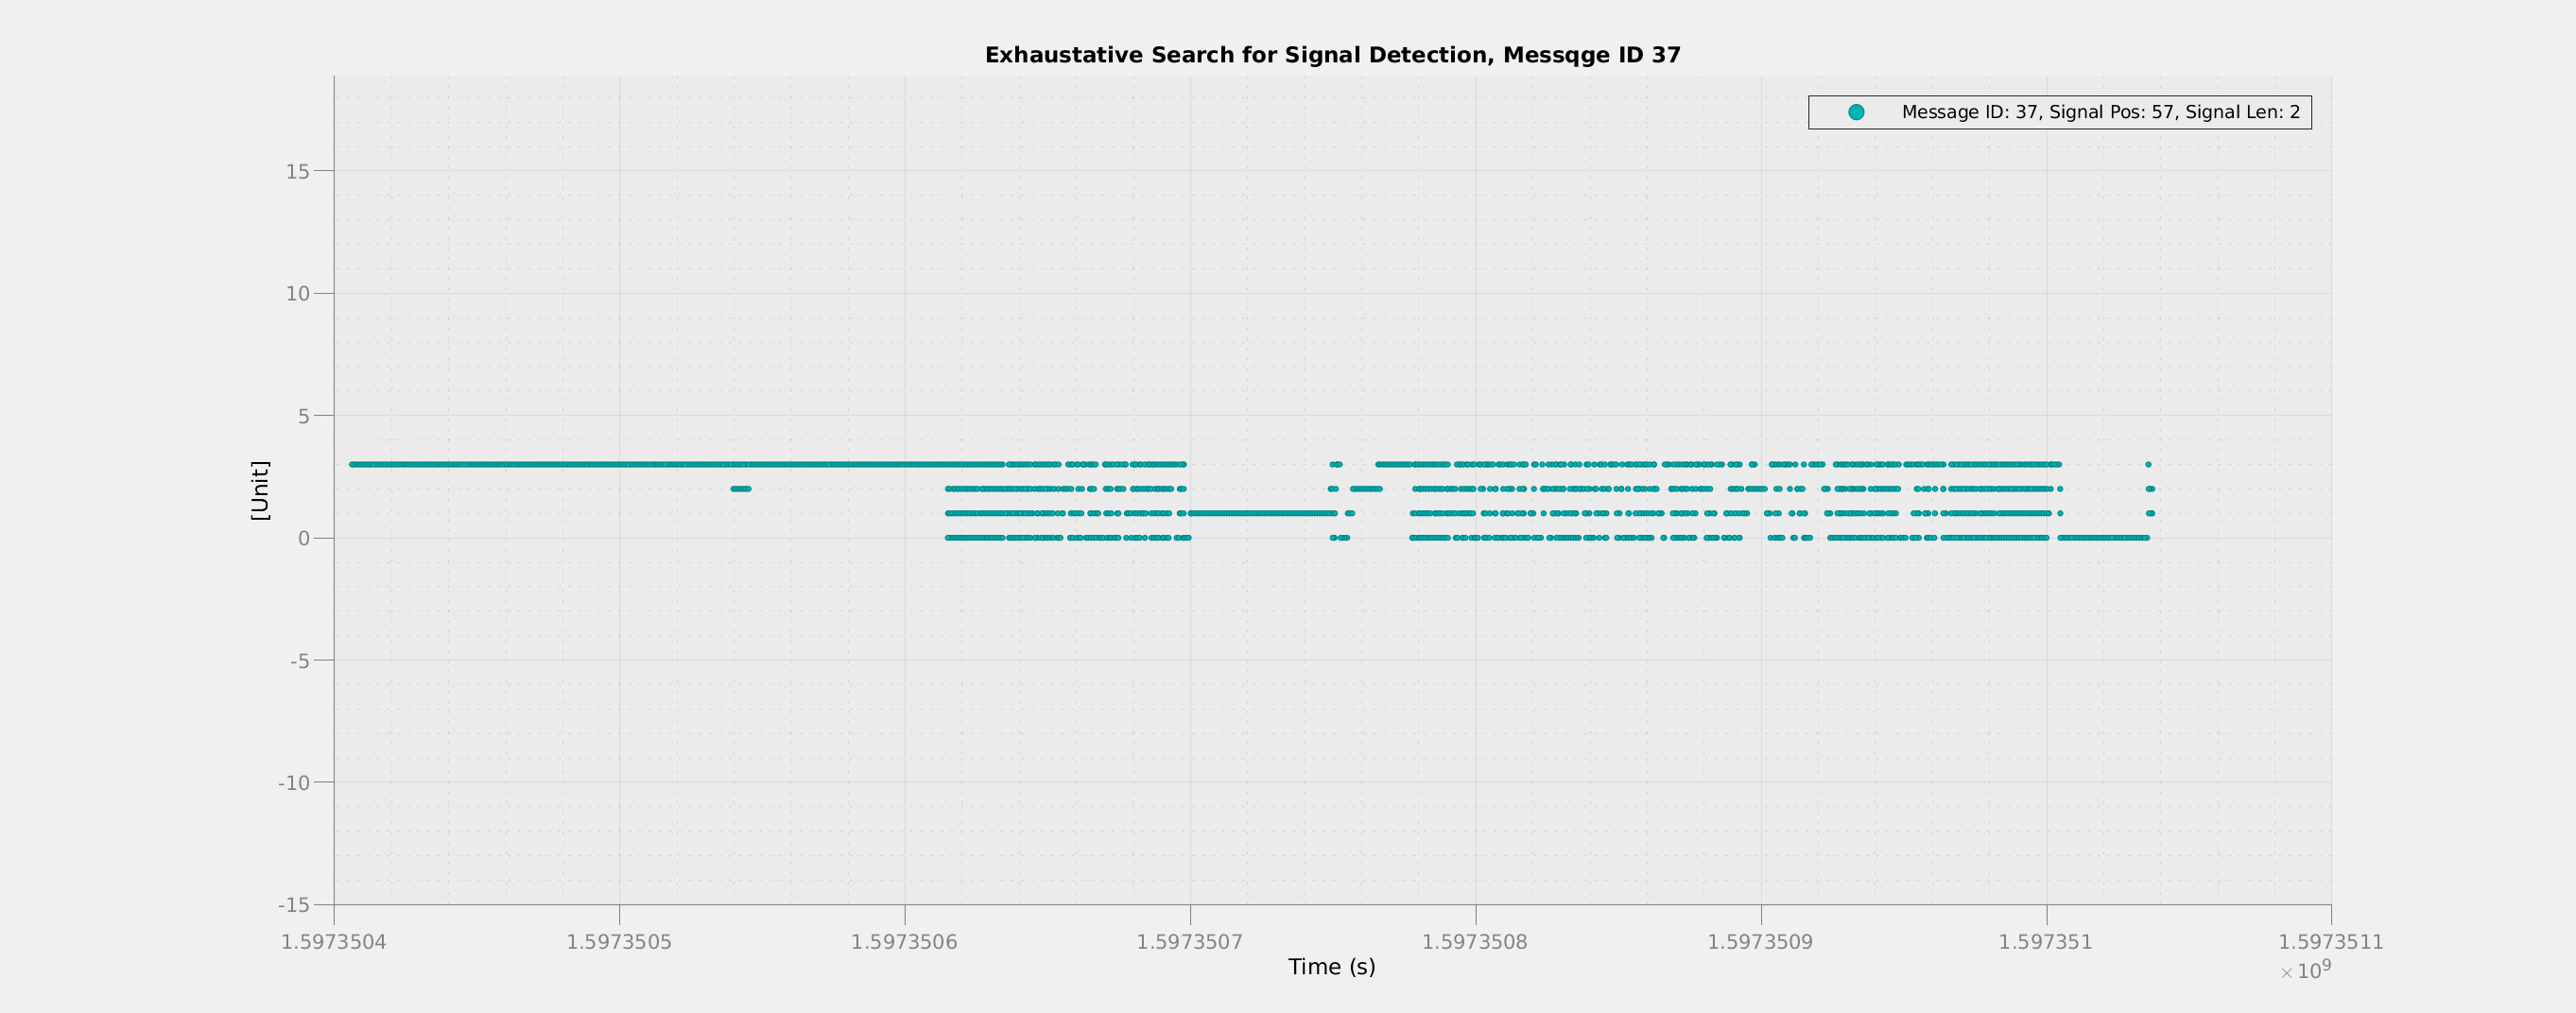 Exhaustative Search for Signal Detection, Messqge ID 37
Message ID: 37, Signal Pos: 57, Signal Len: 2
15
10
5
0
-5
-10
-15
[Unit]
1.5973504 1.5973505 1.5973506 1.5973507 1.5973508 1.5973509 1.597351 1.5973511
Time (s)
× 10⁹